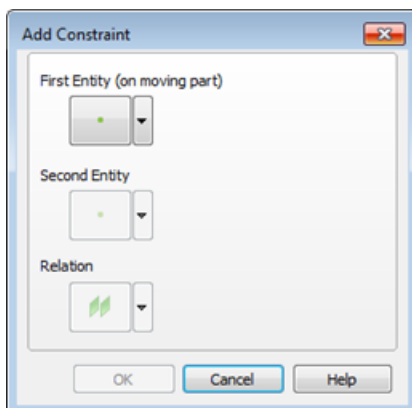 Add Constraint
First Entity (on moving part)
Second Entity
Relation
OK Cancel Help